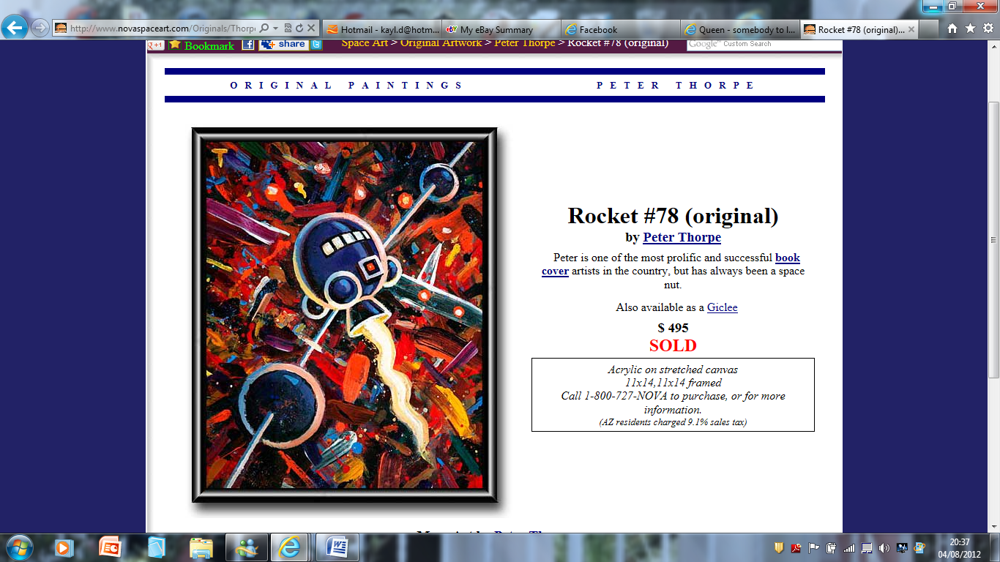 http://www.novaspaceart.com/Originals/Thorp
Hotmail - kayl.d@hotm...
My eBay Summary
Facebook
Queen - somebody to l...
Rocket #78 (original)...
+1
Bookmark
share
Space Art > Original Artwork > Peter Thorpe > Rocket #78 (original)
Google™ Custom Search
ORIGINAL PAINTINGS
PETER THORPE
T
Rocket #78 (original)
by Peter Thorpe
Peter is one of the most prolific and successful book
cover artists in the country, but has always been a space
nut.
Also available as a Giclee
$ 495
SOLD
Acrylic on stretched canvas
11x14,11x14 framed
Call 1-800-727-NOVA to purchase, or for more
information.
(AZ residents charged 9.1% sales tax)
20:37
04/08/2012